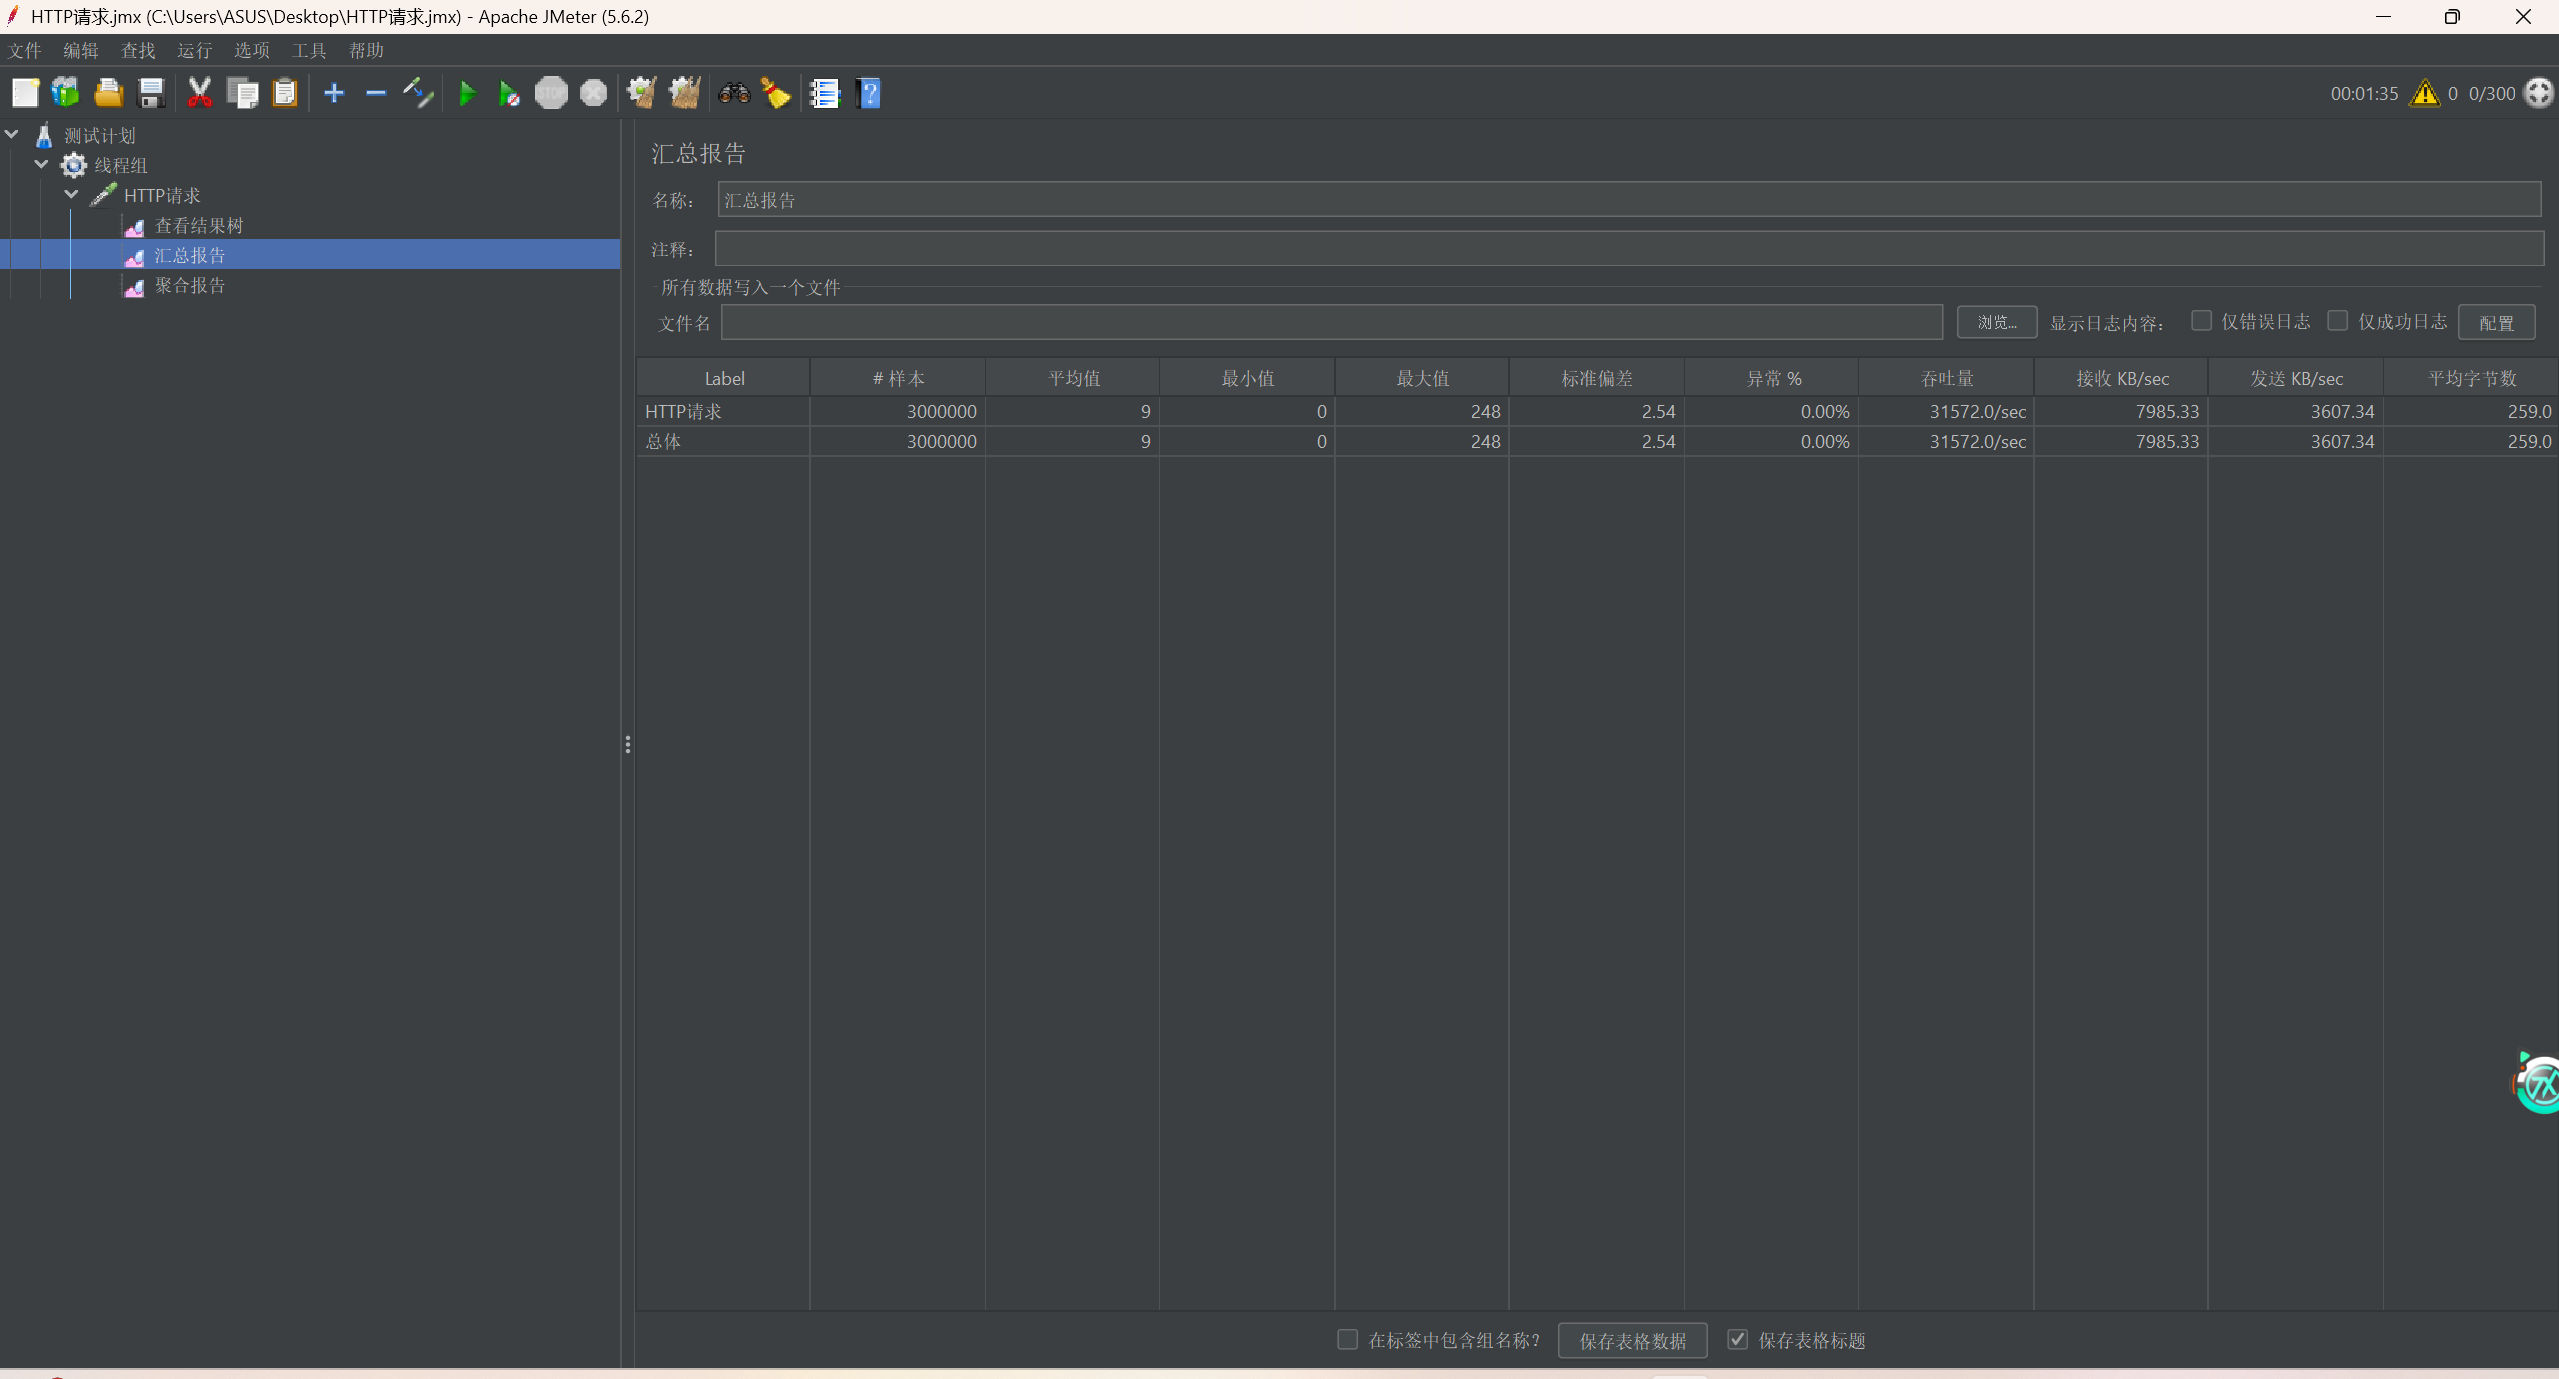 HTTP请求.jmx (C:\Users\ASUS\Desktop\HTTP请求.jmx) - Apache JMeter (5.6.2)
文件 编辑 查找 运行 选项 工具 帮助
STOP
00:01:35 0 0/300
测试计划
线程组
HTTP请求
查看结果树
汇总报告
聚合报告
汇总报告
名称: 汇总报告
注释:
所有数据写入一个文件
文件名 浏览... 显示日志内容: 仅错误日志 仅成功日志 配置
Label # 样本 平均值 最小值 最大值 标准偏差 异常 % 吞吐量 接收 KB/sec 发送 KB/sec 平均字节数
HTTP请求 3000000 9 0 248 2.54 0.00% 31572.0/sec 7985.33 3607.34 259.0
总体 3000000 9 0 248 2.54 0.00% 31572.0/sec 7985.33 3607.34 259.0
在标签中包含组名称? 保存表格数据 保存表格标题